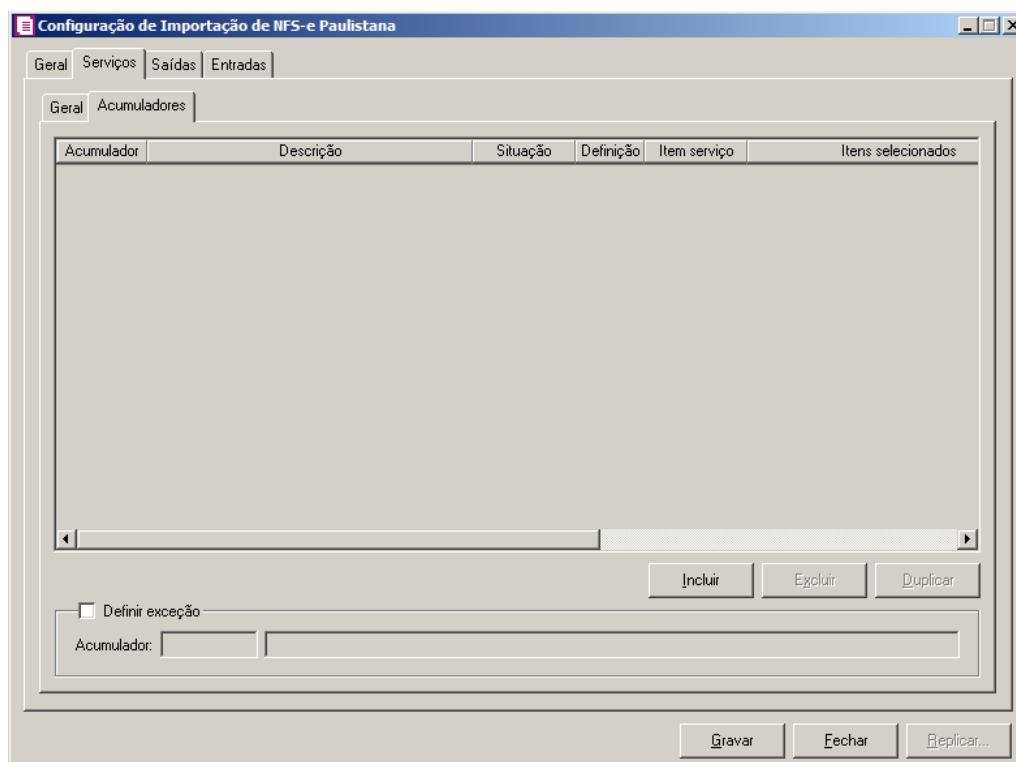 Configuração de Importação de NFS-e Paulistana
Geral Serviços Saídas Entradas
Geral Acumuladores
Acumulador Descrição Situação Definição Item serviço Itens selecionados
Incluir Excluir Duplicar
Definir exceção
Acumulador:
Gravar Fechar Replicar...